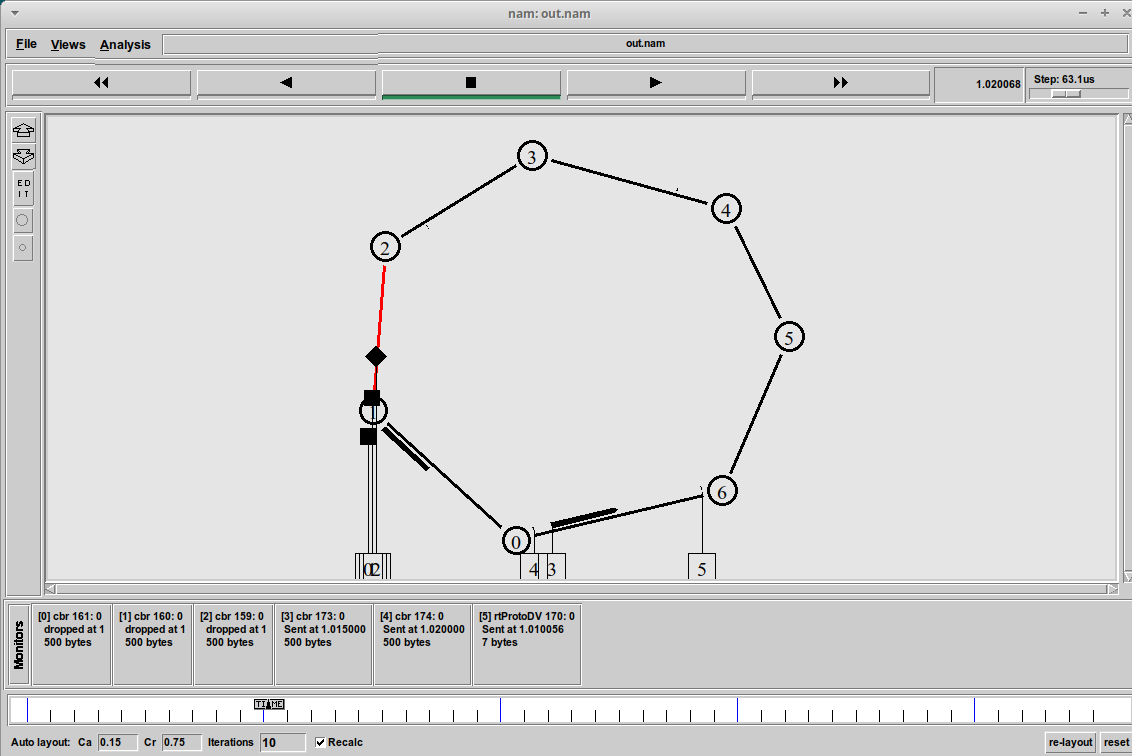 nam: out.nam
File Views Analysis
out.nam
1.020068
Step: 63.1us
ED
IT
3
4
2
5
1
6
0
0 2
4 3
5
Monitors
[0] cbr 161: 0
dropped at 1
500 bytes
[1] cbr 160: 0
dropped at 1
500 bytes
[2] cbr 159: 0
dropped at 1
500 bytes
[3] cbr 173: 0
Sent at 1.015000
500 bytes
[4] cbr 174: 0
Sent at 1.020000
500 bytes
[5] rtProtoDV 170: 0
Sent at 1.010056
7 bytes
TIME
Auto layout: Ca 0.15 Cr 0.75 Iterations 10 Recalc
re-layout reset